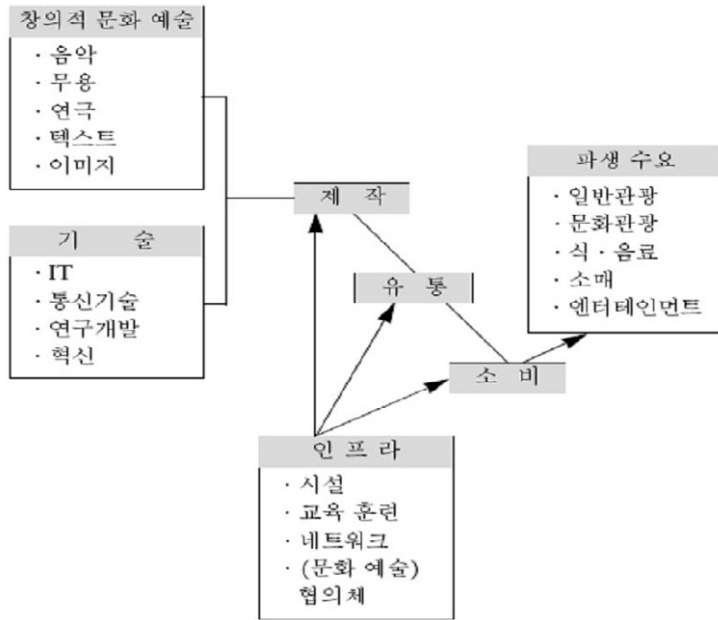 창의적 문화 예술
· 음악
· 무용
· 연극
· 텍스트
· 이미지
기 술
· IT
· 통신기술
· 연구개발
· 혁신
제 작
유 통
소 비
파생 수요
· 일반관광
· 문화관광
· 식 · 음료
· 소매
· 엔터테인먼트
인 프 라
· 시설
· 교육 훈련
· 네트워크
· (문화 예술)
협의체